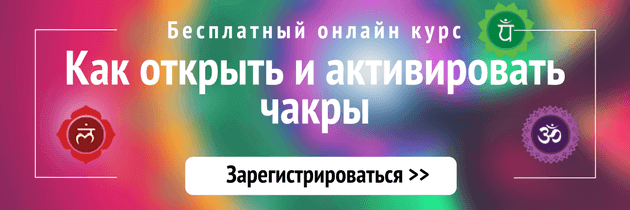 Бесплатный онлайн курс
Как открыть и активировать
чакры
Зарегистрироваться >>
पं
लं
ॐ